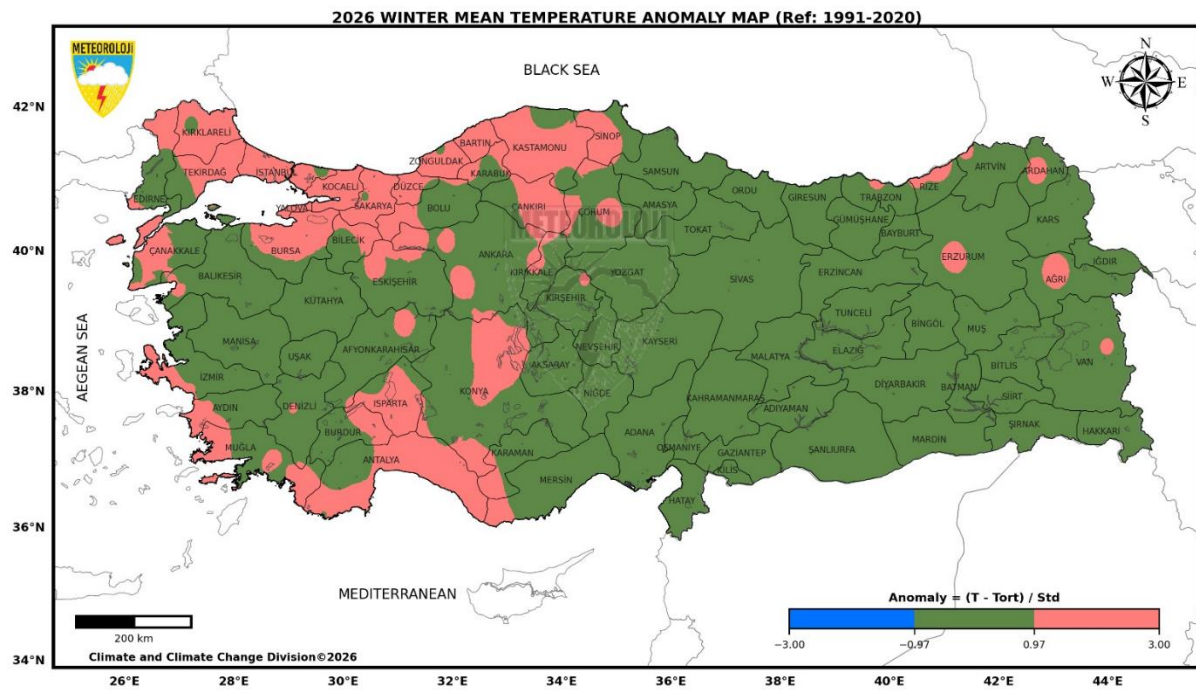 2026 WINTER MEAN TEMPERATURE ANOMALY MAP (Ref: 1991-2020)
METEOROLOJİ
BLACK SEA
N
W E
S
42°N
40°N
38°N
36°N
34°N
KIRKLARELİ
SİNOP
BARTIN
KASTAMONU
ZONGULDAK
TEKİRDAĞ
İSTANBUL
KARABÜK
SAMSUN
ARTVİN
ARDAHAN
KOCAELİ
DÜZCE
EDİRNE
YALOVA
SAKARYA
BOLU
ÇANKIRI
ÇORUM
AMASYA
ORDU
GİRESUN
TRABZON
RİZE
METEOROLOJİ
TOKAT
GÜMÜŞHANE
KARS
BAYBURT
ÇANAKKALE
BURSA
BİLECİK
ANKARA
ERZURUM
IĞDIR
BALIKESİR
ESKİŞEHİR
KIRIKKALE
YOZGAT
SİVAS
ERZİNCAN
AĞRI
KÜTAHYA
KIRŞEHİR
TUNCELİ
BİNGÖL
MUŞ
AEGEAN SEA
MANİSA
UŞAK
AFYONKARAHİSAR
NEVŞEHİR
KAYSERİ
MALATYA
ELAZIĞ
BİTLİS
VAN
İZMİR
KONYA
AKSARAY
NİĞDE
DİYARBAKIR
BATMAN
SİİRT
AYDIN
DENİZLİ
ISPARTA
KAHRAMANMARAŞ
ADIYAMAN
MUĞLA
BURDUR
ANTALYA
KARAMAN
ADANA
OSMANİYE
GAZİANTEP
ŞANLIURFA
MARDİN
ŞIRNAK
HAKKARİ
MERSİN
KİLİS
HATAY
MEDITERRANEAN
Anomaly = (T - Tort) / Std
−3.00 −0.97 0.97 3.00
200 km
Climate and Climate Change Division©2026
26°E 28°E 30°E 32°E 34°E 36°E 38°E 40°E 42°E 44°E